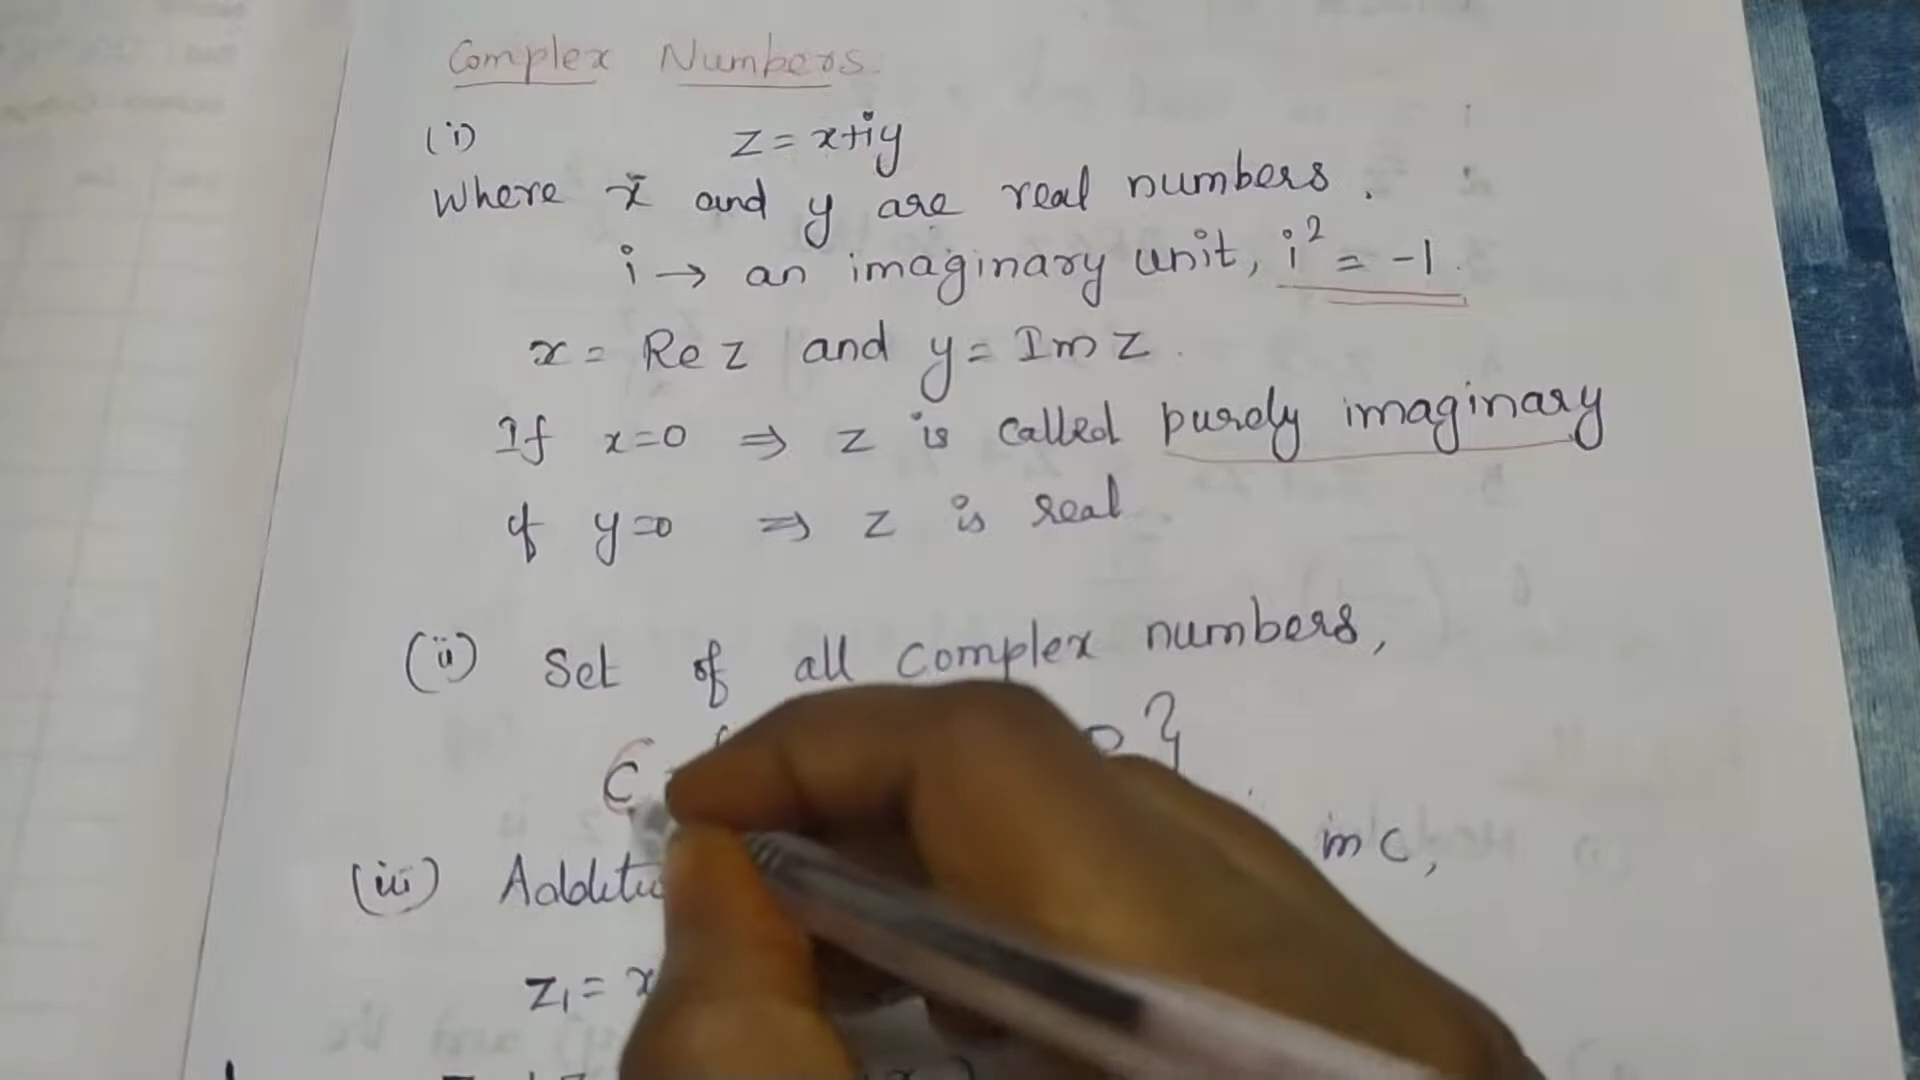 Complex Numbers.
(i) z = x+iy
where x and y are real numbers.
i → an imaginary unit, i² = -1.
x = Re z and y = Im z.
If x=0 ⇒ z is called purely imaginary
if y=0 ⇒ z is real
(ii) Set of all complex numbers,
C }
(iii) in C,
z₁ = x